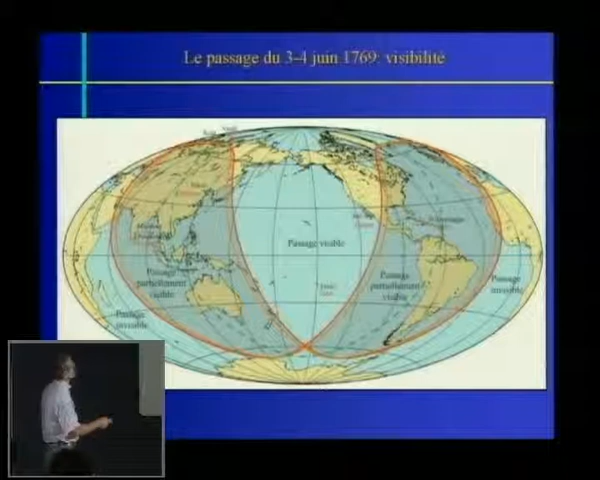 Le passage du 3-4 juin 1769: visibilité
Passage visible
Passage
partiellement
visible
Passage
partiellement
visible
Passage
invisible
Passage
invisible